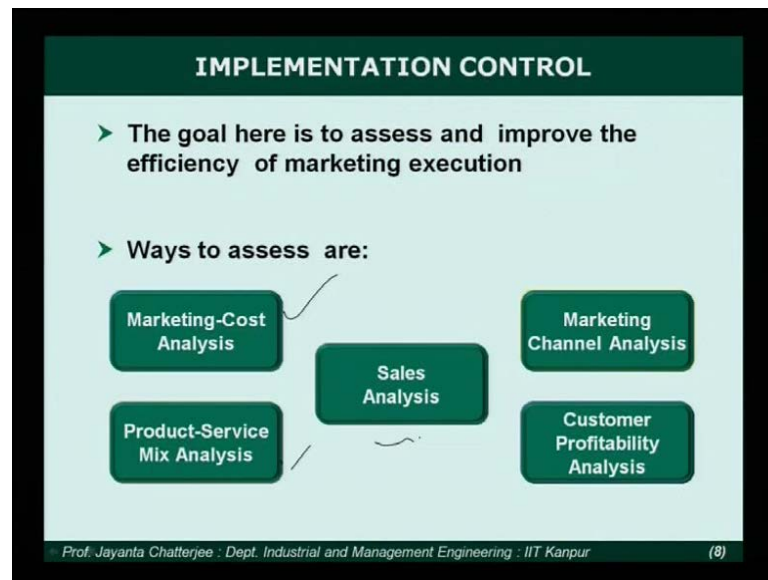 IMPLEMENTATION CONTROL
➤ The goal here is to assess and improve the
efficiency of marketing execution
➤ Ways to assess are:
Marketing-Cost
Analysis
Product-Service
Mix Analysis
Sales
Analysis
Marketing
Channel Analysis
Customer
Profitability
Analysis
Prof. Jayanta Chatterjee : Dept. Industrial and Management Engineering : IIT Kanpur (8)